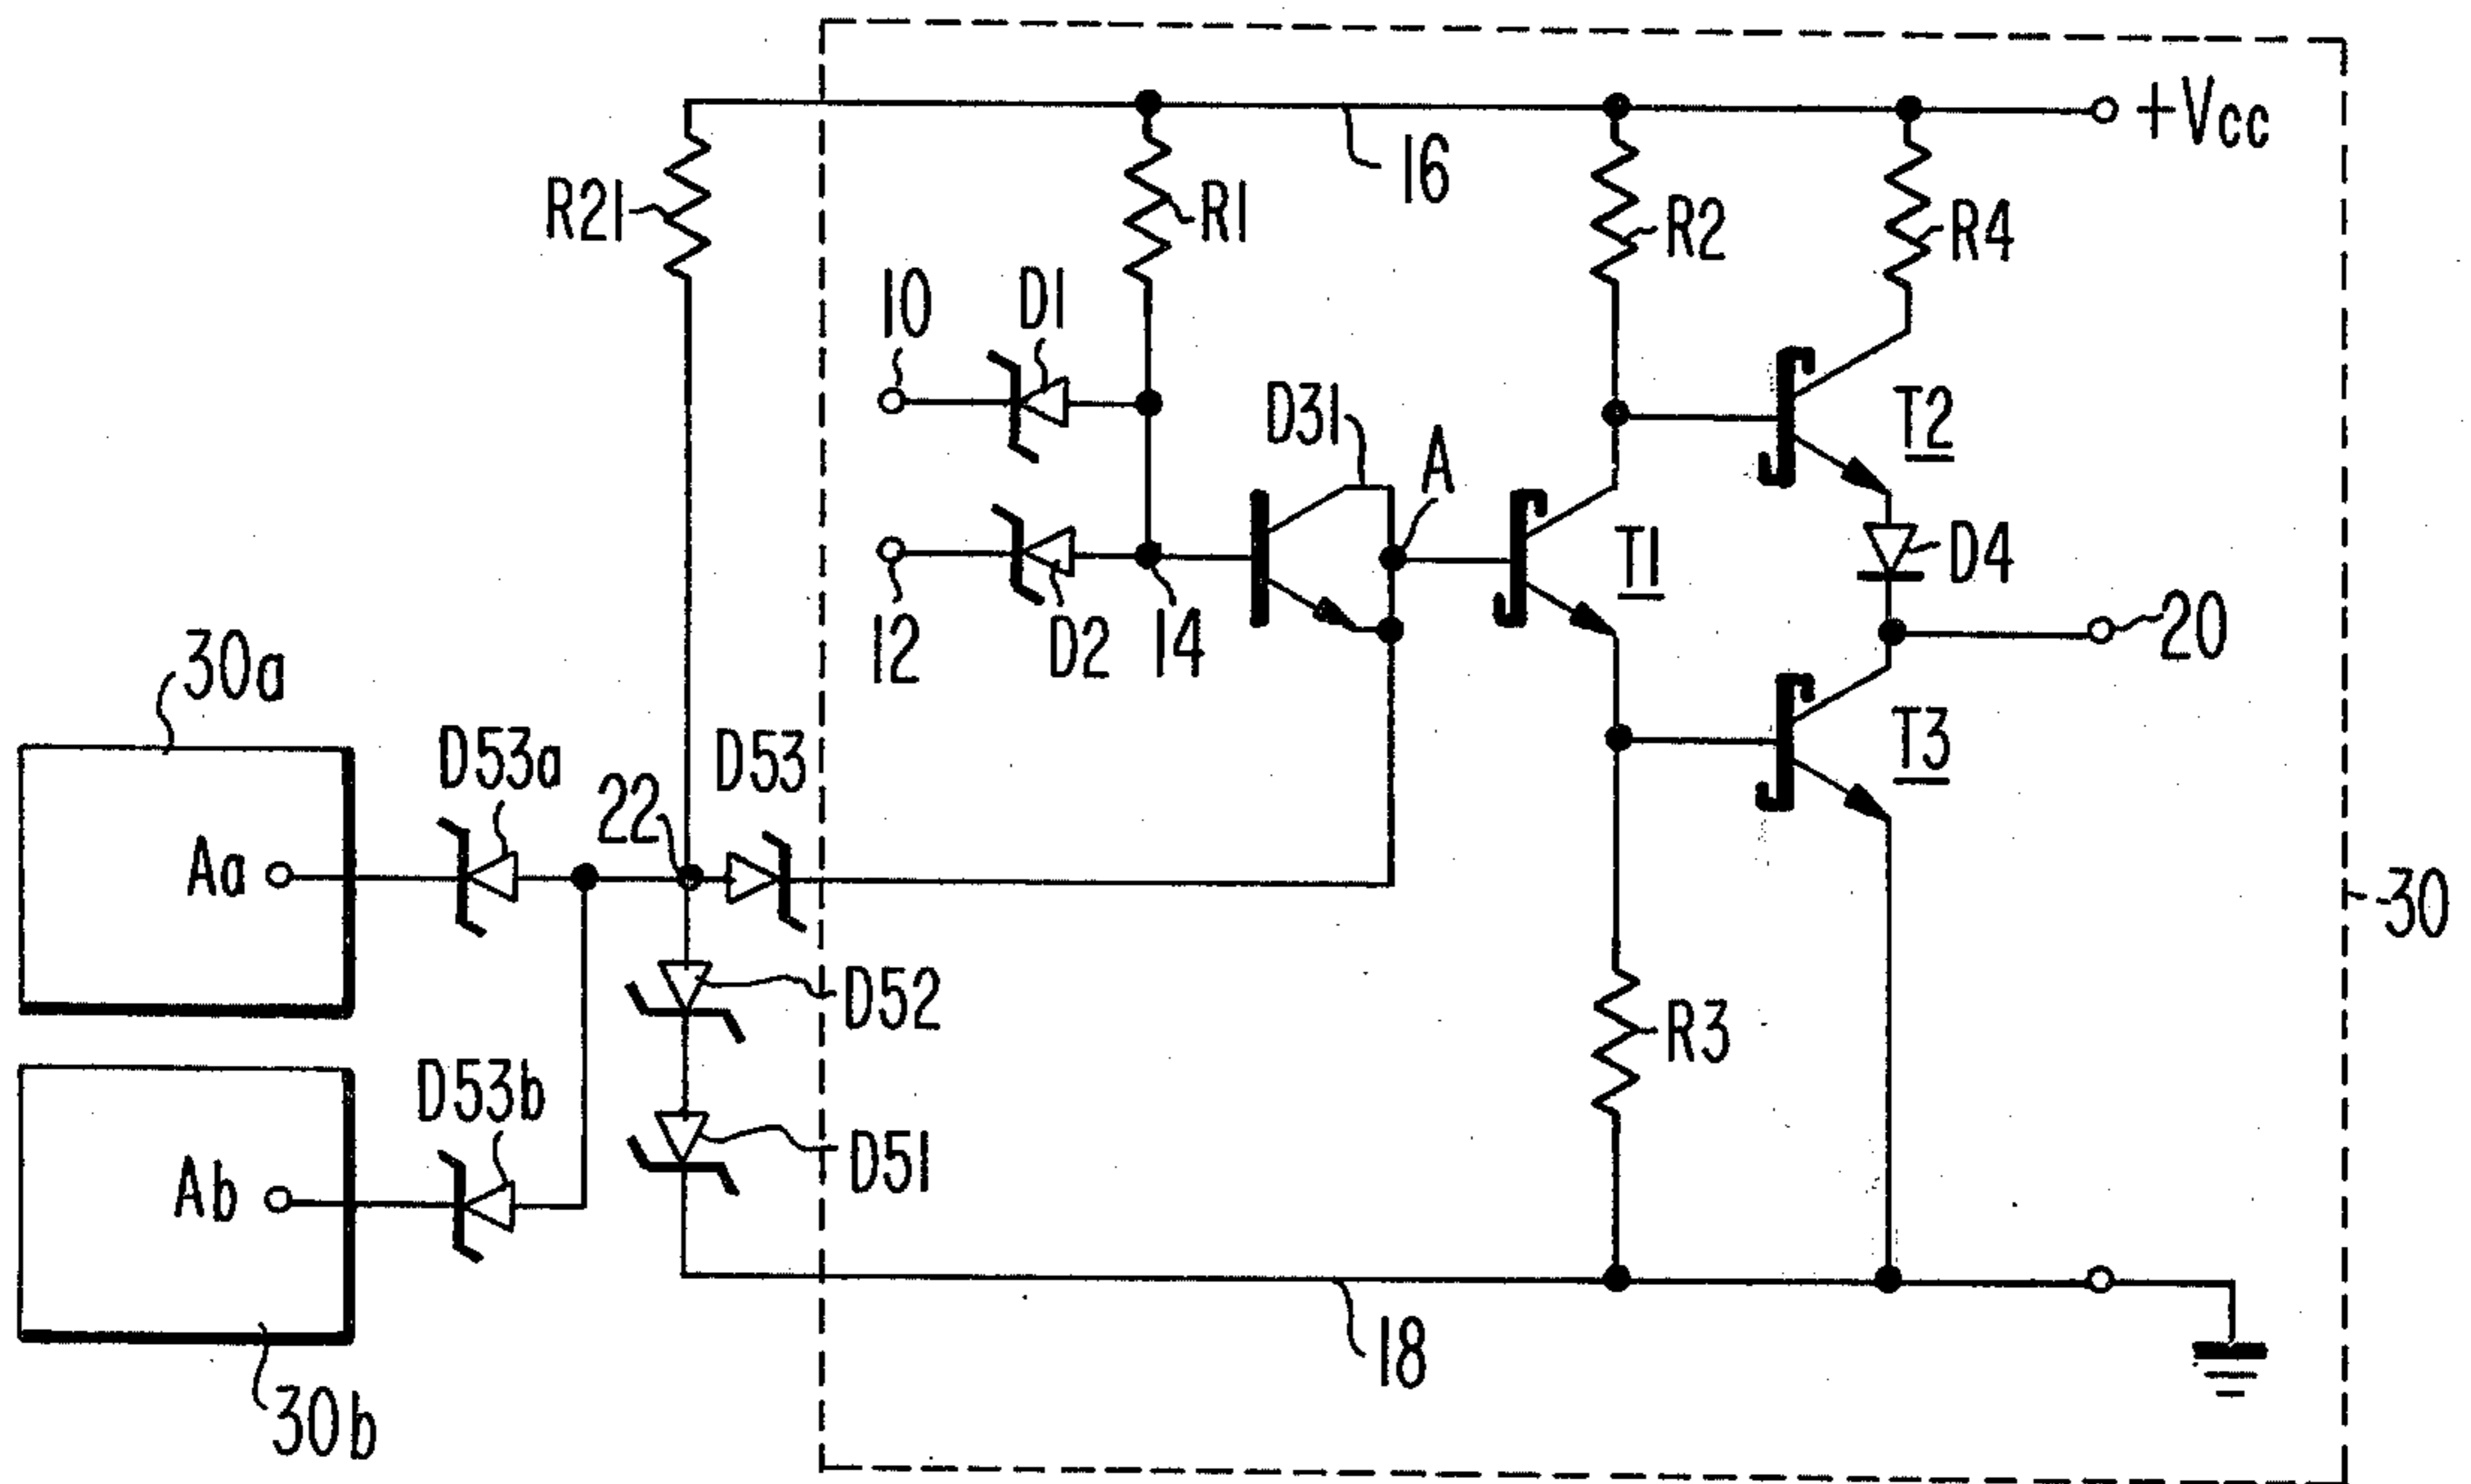 +Vcc
16
R21
R1
R2
R4
10
D1
D31
A
T2
T1
D4
12
D2
14
20
30a
D53a
22
D53
T3
Aa
30
D52
R3
D53b
D51
Ab
18
30b